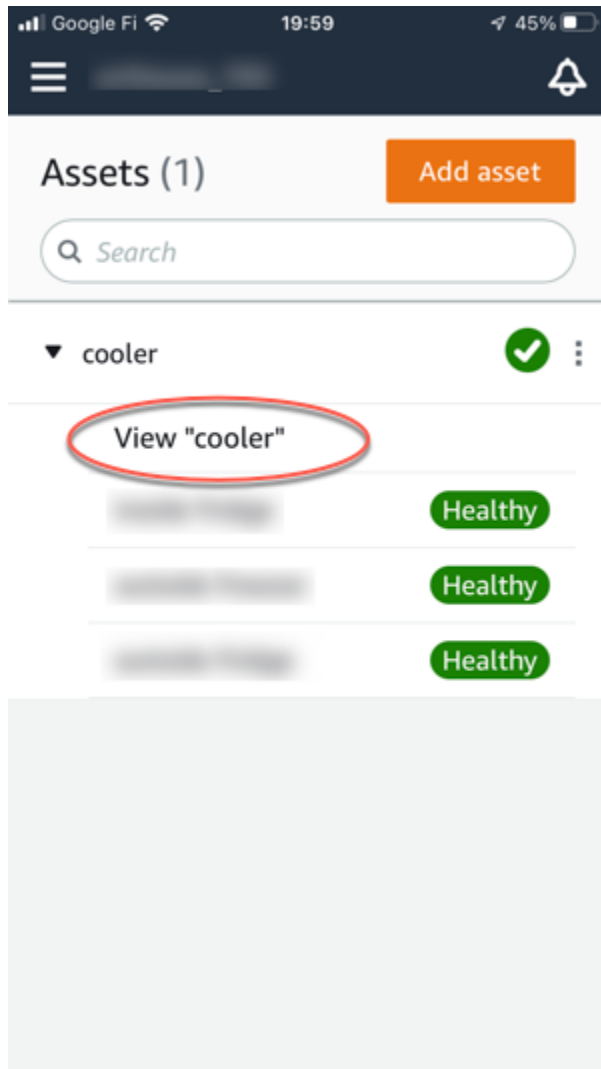 Google Fi 19:59 45%
Assets (1) Add asset
Search
cooler
View "cooler"
Healthy
Healthy
Healthy